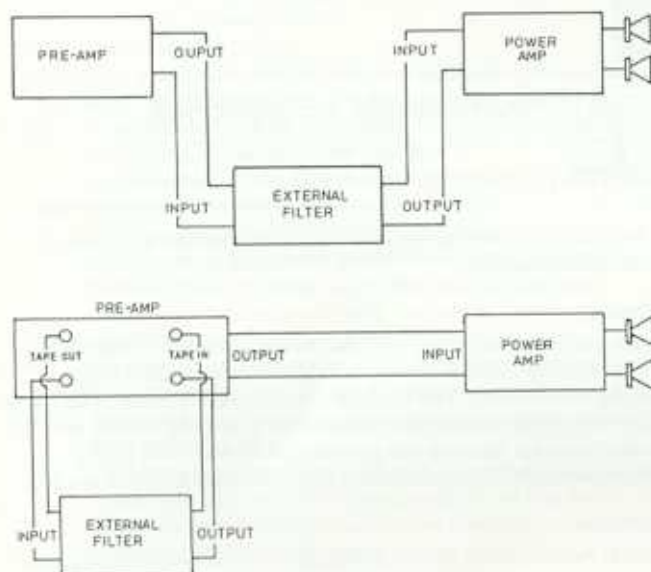 PRE-AMP
OUPUT
INPUT
POWER
AMP
INPUT
EXTERNAL
FILTER
OUTPUT
PRE-AMP
TAPE OUT
TAPE IN
OUTPUT
INPUT
POWER
AMP
INPUT
EXTERNAL
FILTER
OUTPUT